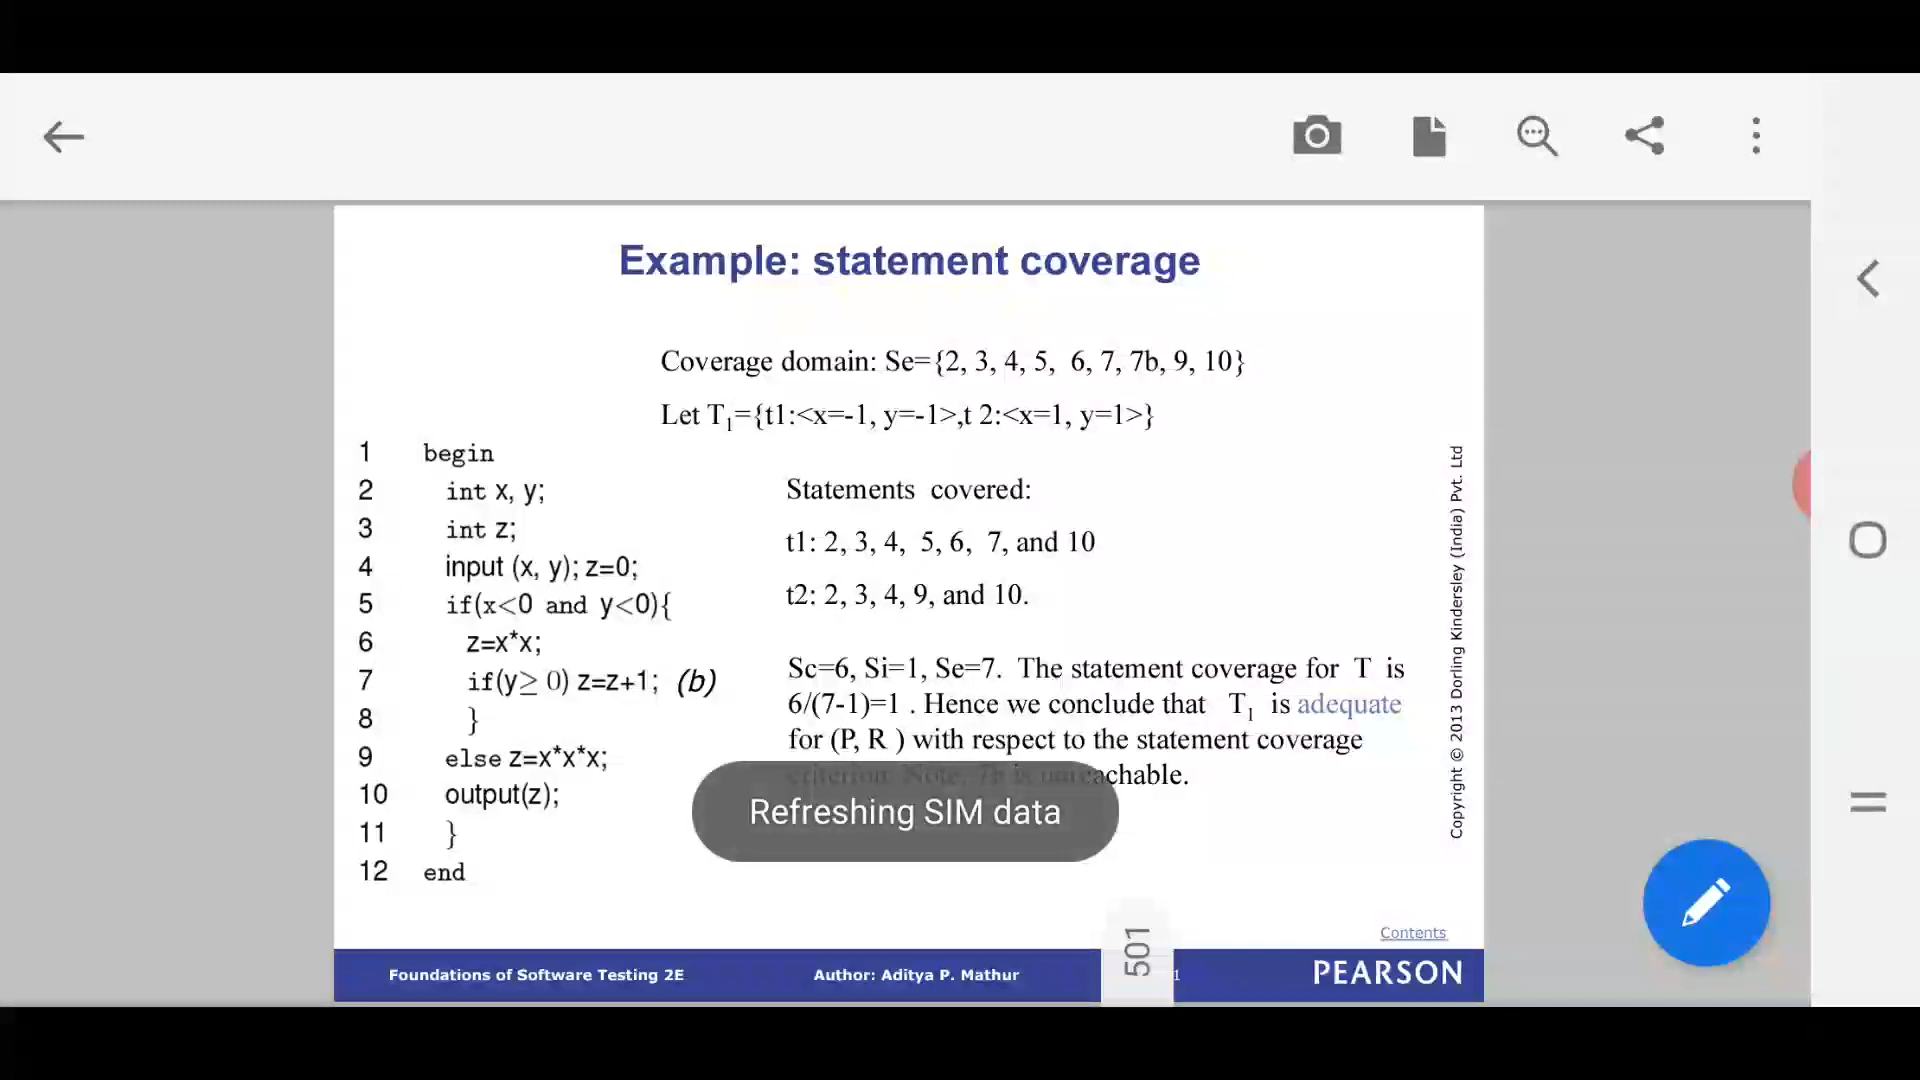 Example: statement coverage
Coverage domain: Se={2, 3, 4, 5, 6, 7, 7b, 9, 10}
Let T1={t1:<x=-1, y=-1>,t 2:<x=1, y=1>}
1 begin
2 int x, y;
3 int z;
4 input (x, y); z=0;
5 if(x<0 and y<0){
6 z=x*x;
7 if(y≥ 0) z=z+1; (b)
8 }
9 else z=x*x*x;
10 output(z);
11 }
12 end
Statements covered:
t1: 2, 3, 4, 5, 6, 7, and 10
t2: 2, 3, 4, 9, and 10.
Sc=6, Si=1, Se=7. The statement coverage for T is
6/(7-1)=1 . Hence we conclude that T1 is adequate
for (P, R ) with respect to the statement coverage
criterion. Note: 7b is unreachable.
Refreshing SIM data
Copyright © 2013 Dorling Kindersley (India) Pvt. Ltd
Contents
Foundations of Software Testing 2E
Author: Aditya P. Mathur
501
1
PEARSON